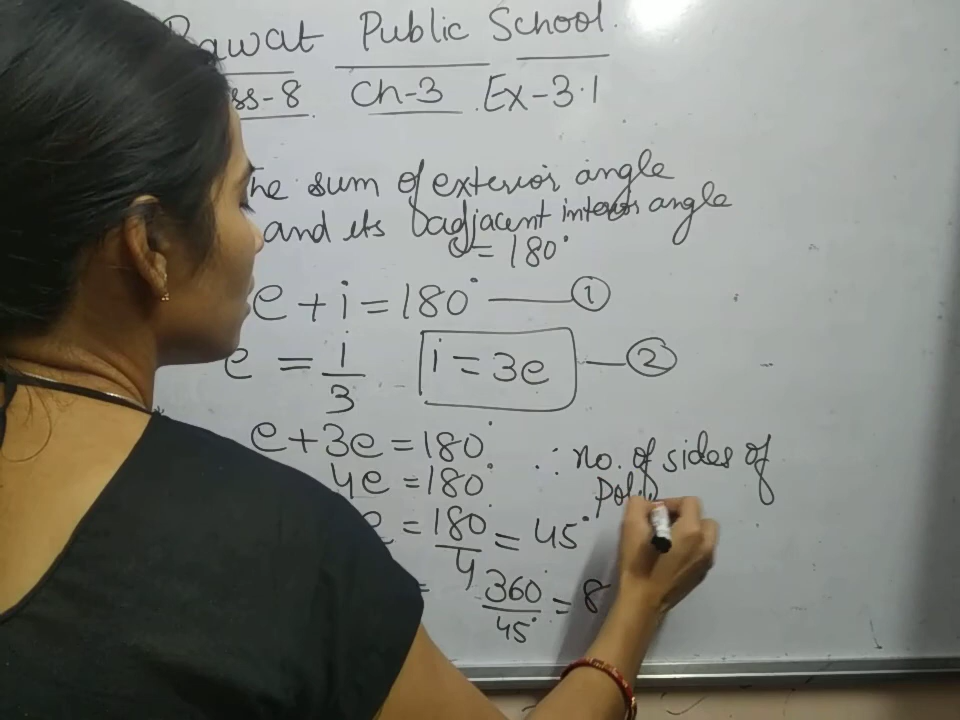 Rawat Public School.
ss-8 Ch-3 Ex-3.1
The sum of exterior angle
and its adjacent interior angle
= 180°
e + i = 180° — ①
e = i/3 i = 3e — ②
e + 3e = 180°
4e = 180° ∴ no. of sides of
e = 180/4 = 45°
= 360°/45° = 8